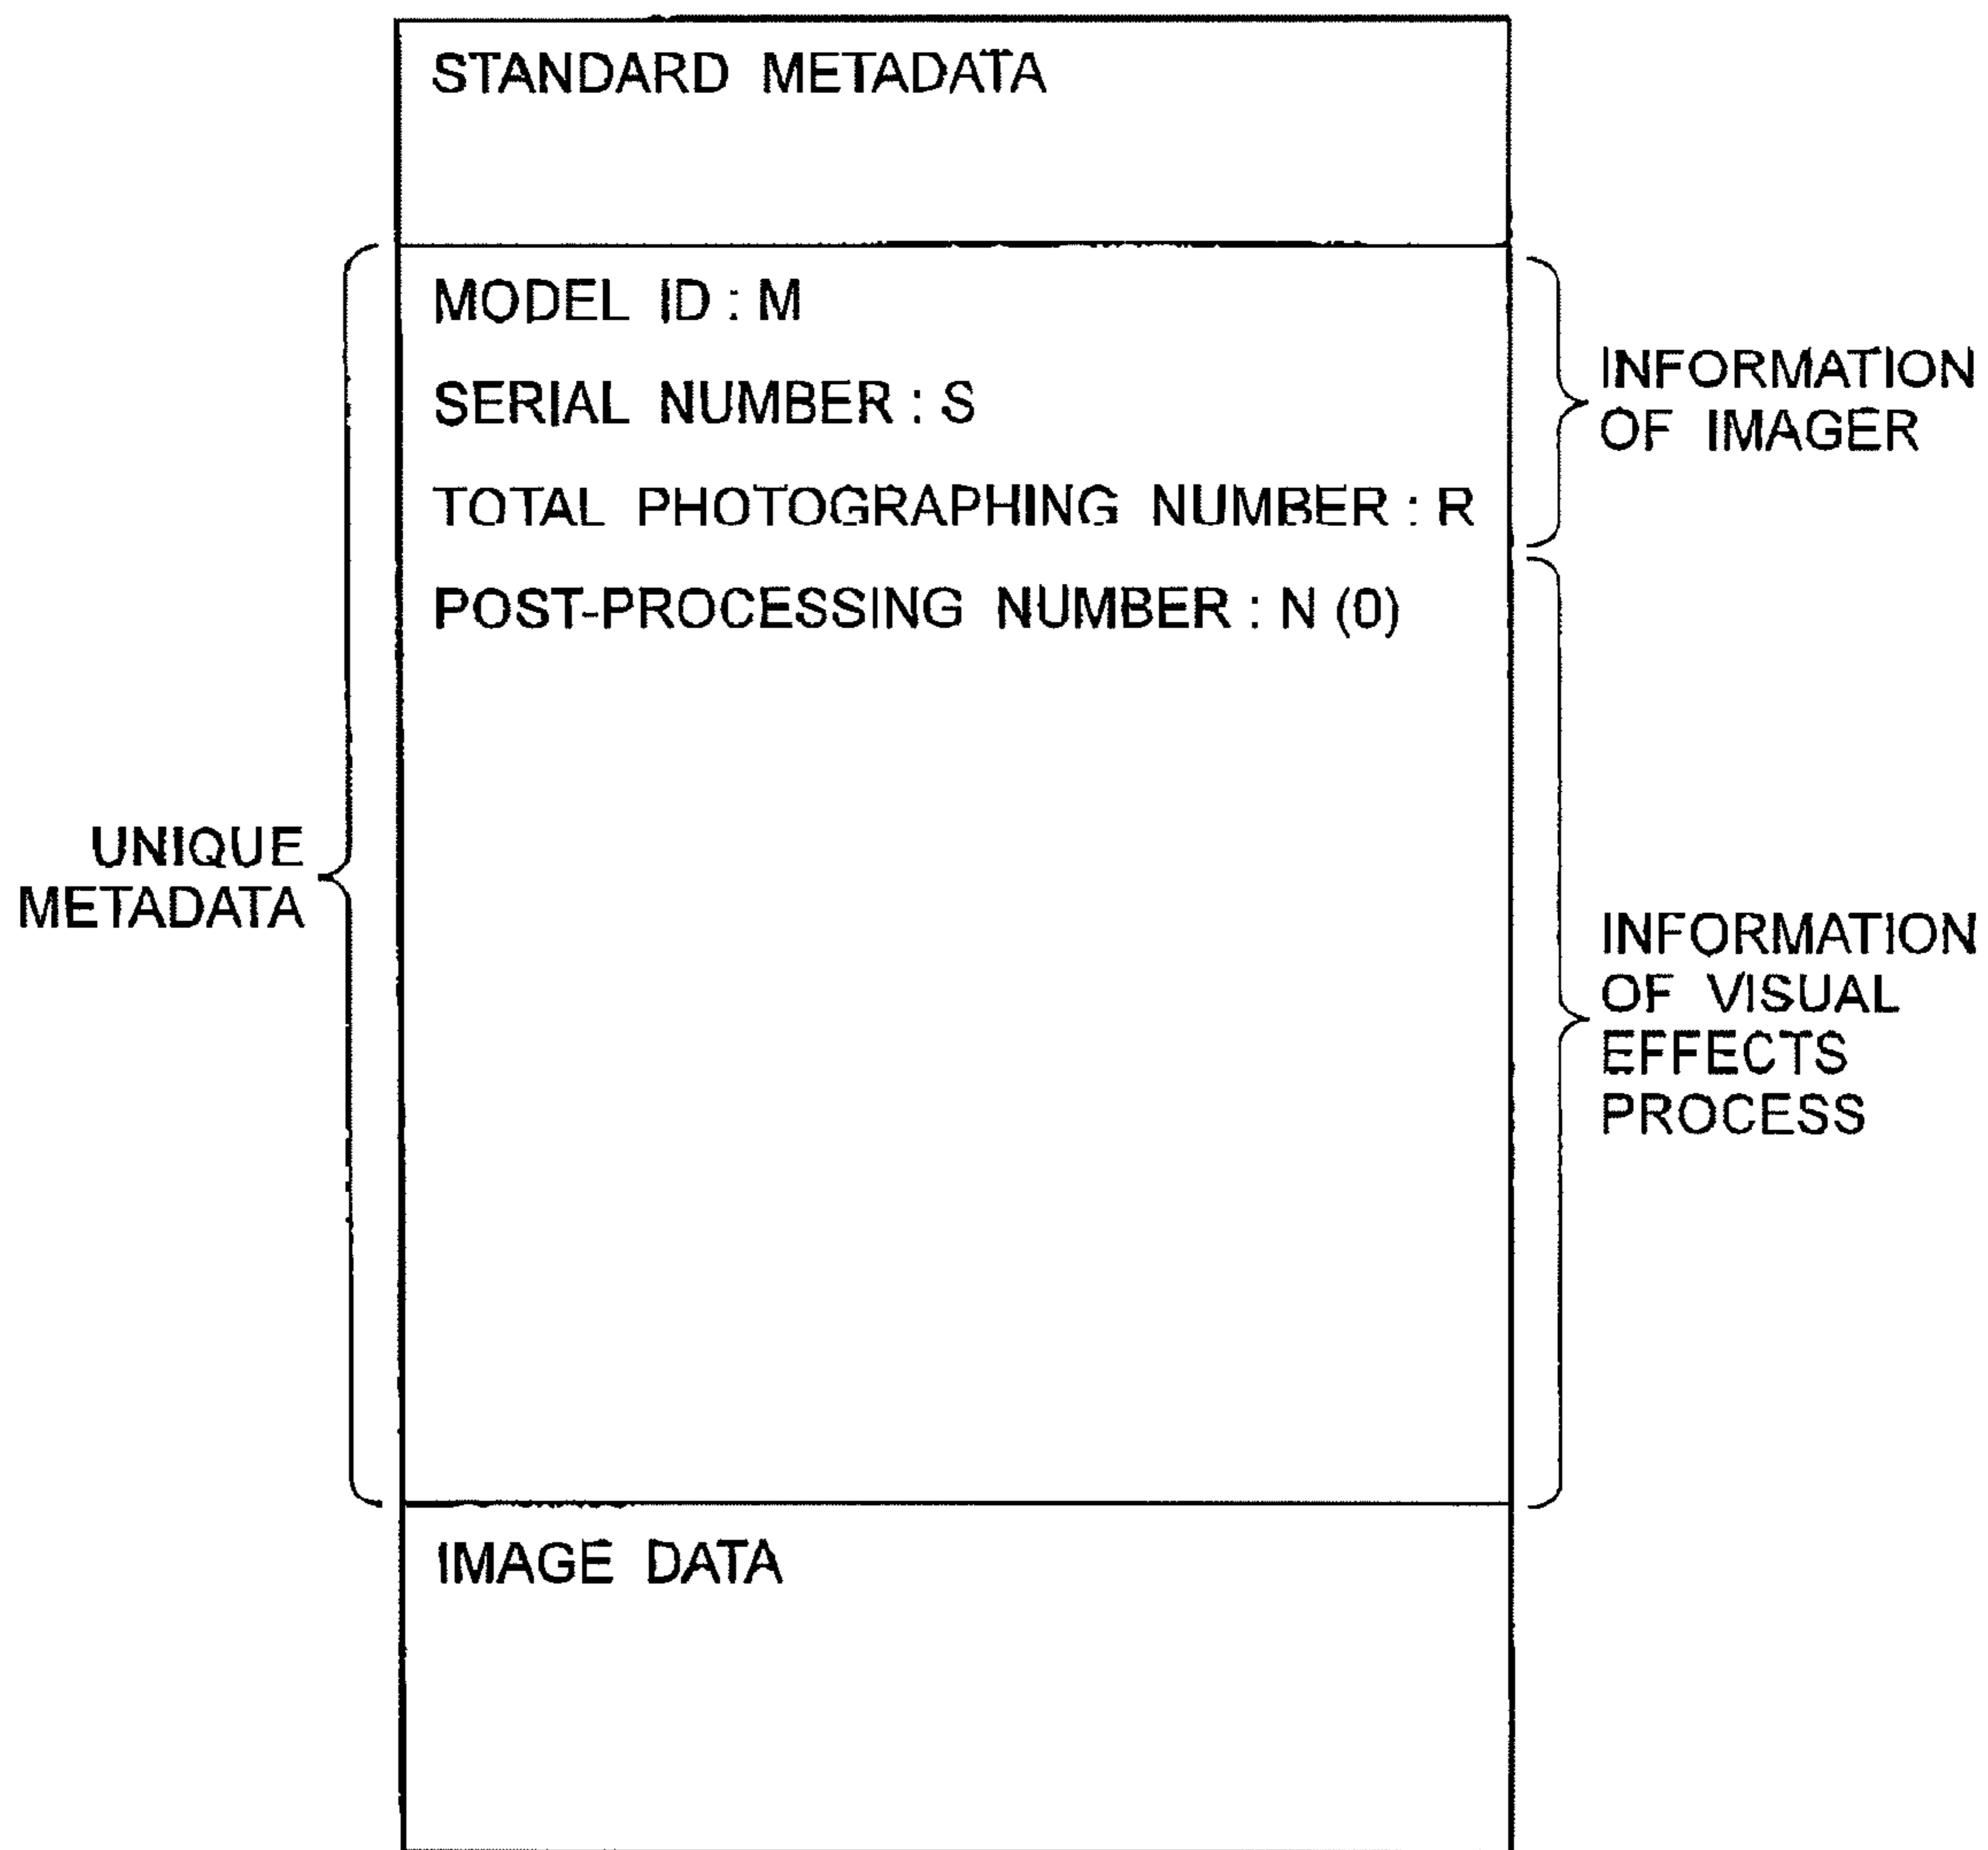 STANDARD METADATA
MODEL ID : M
SERIAL NUMBER : S
TOTAL PHOTOGRAPHING NUMBER : R
POST-PROCESSING NUMBER : N (0)
INFORMATION
OF IMAGER
UNIQUE
METADATA
INFORMATION
OF VISUAL
EFFECTS
PROCESS
IMAGE DATA